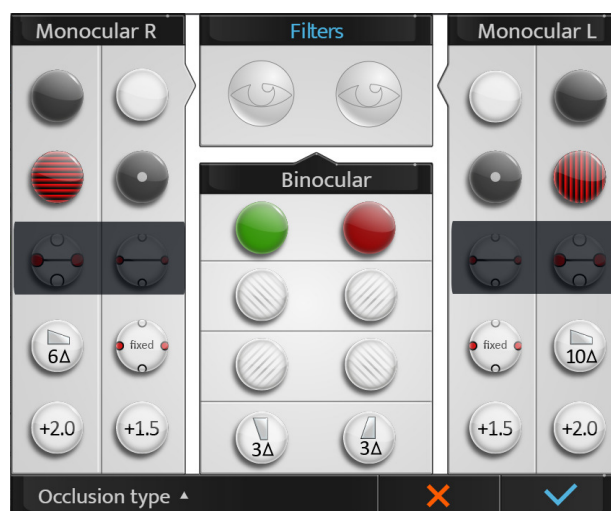 Monocular R
Filters
Monocular L
Binocular
6Δ
fixed
fixed
10Δ
+2.0
+1.5
3Δ
3Δ
+1.5
+2.0
Occlusion type